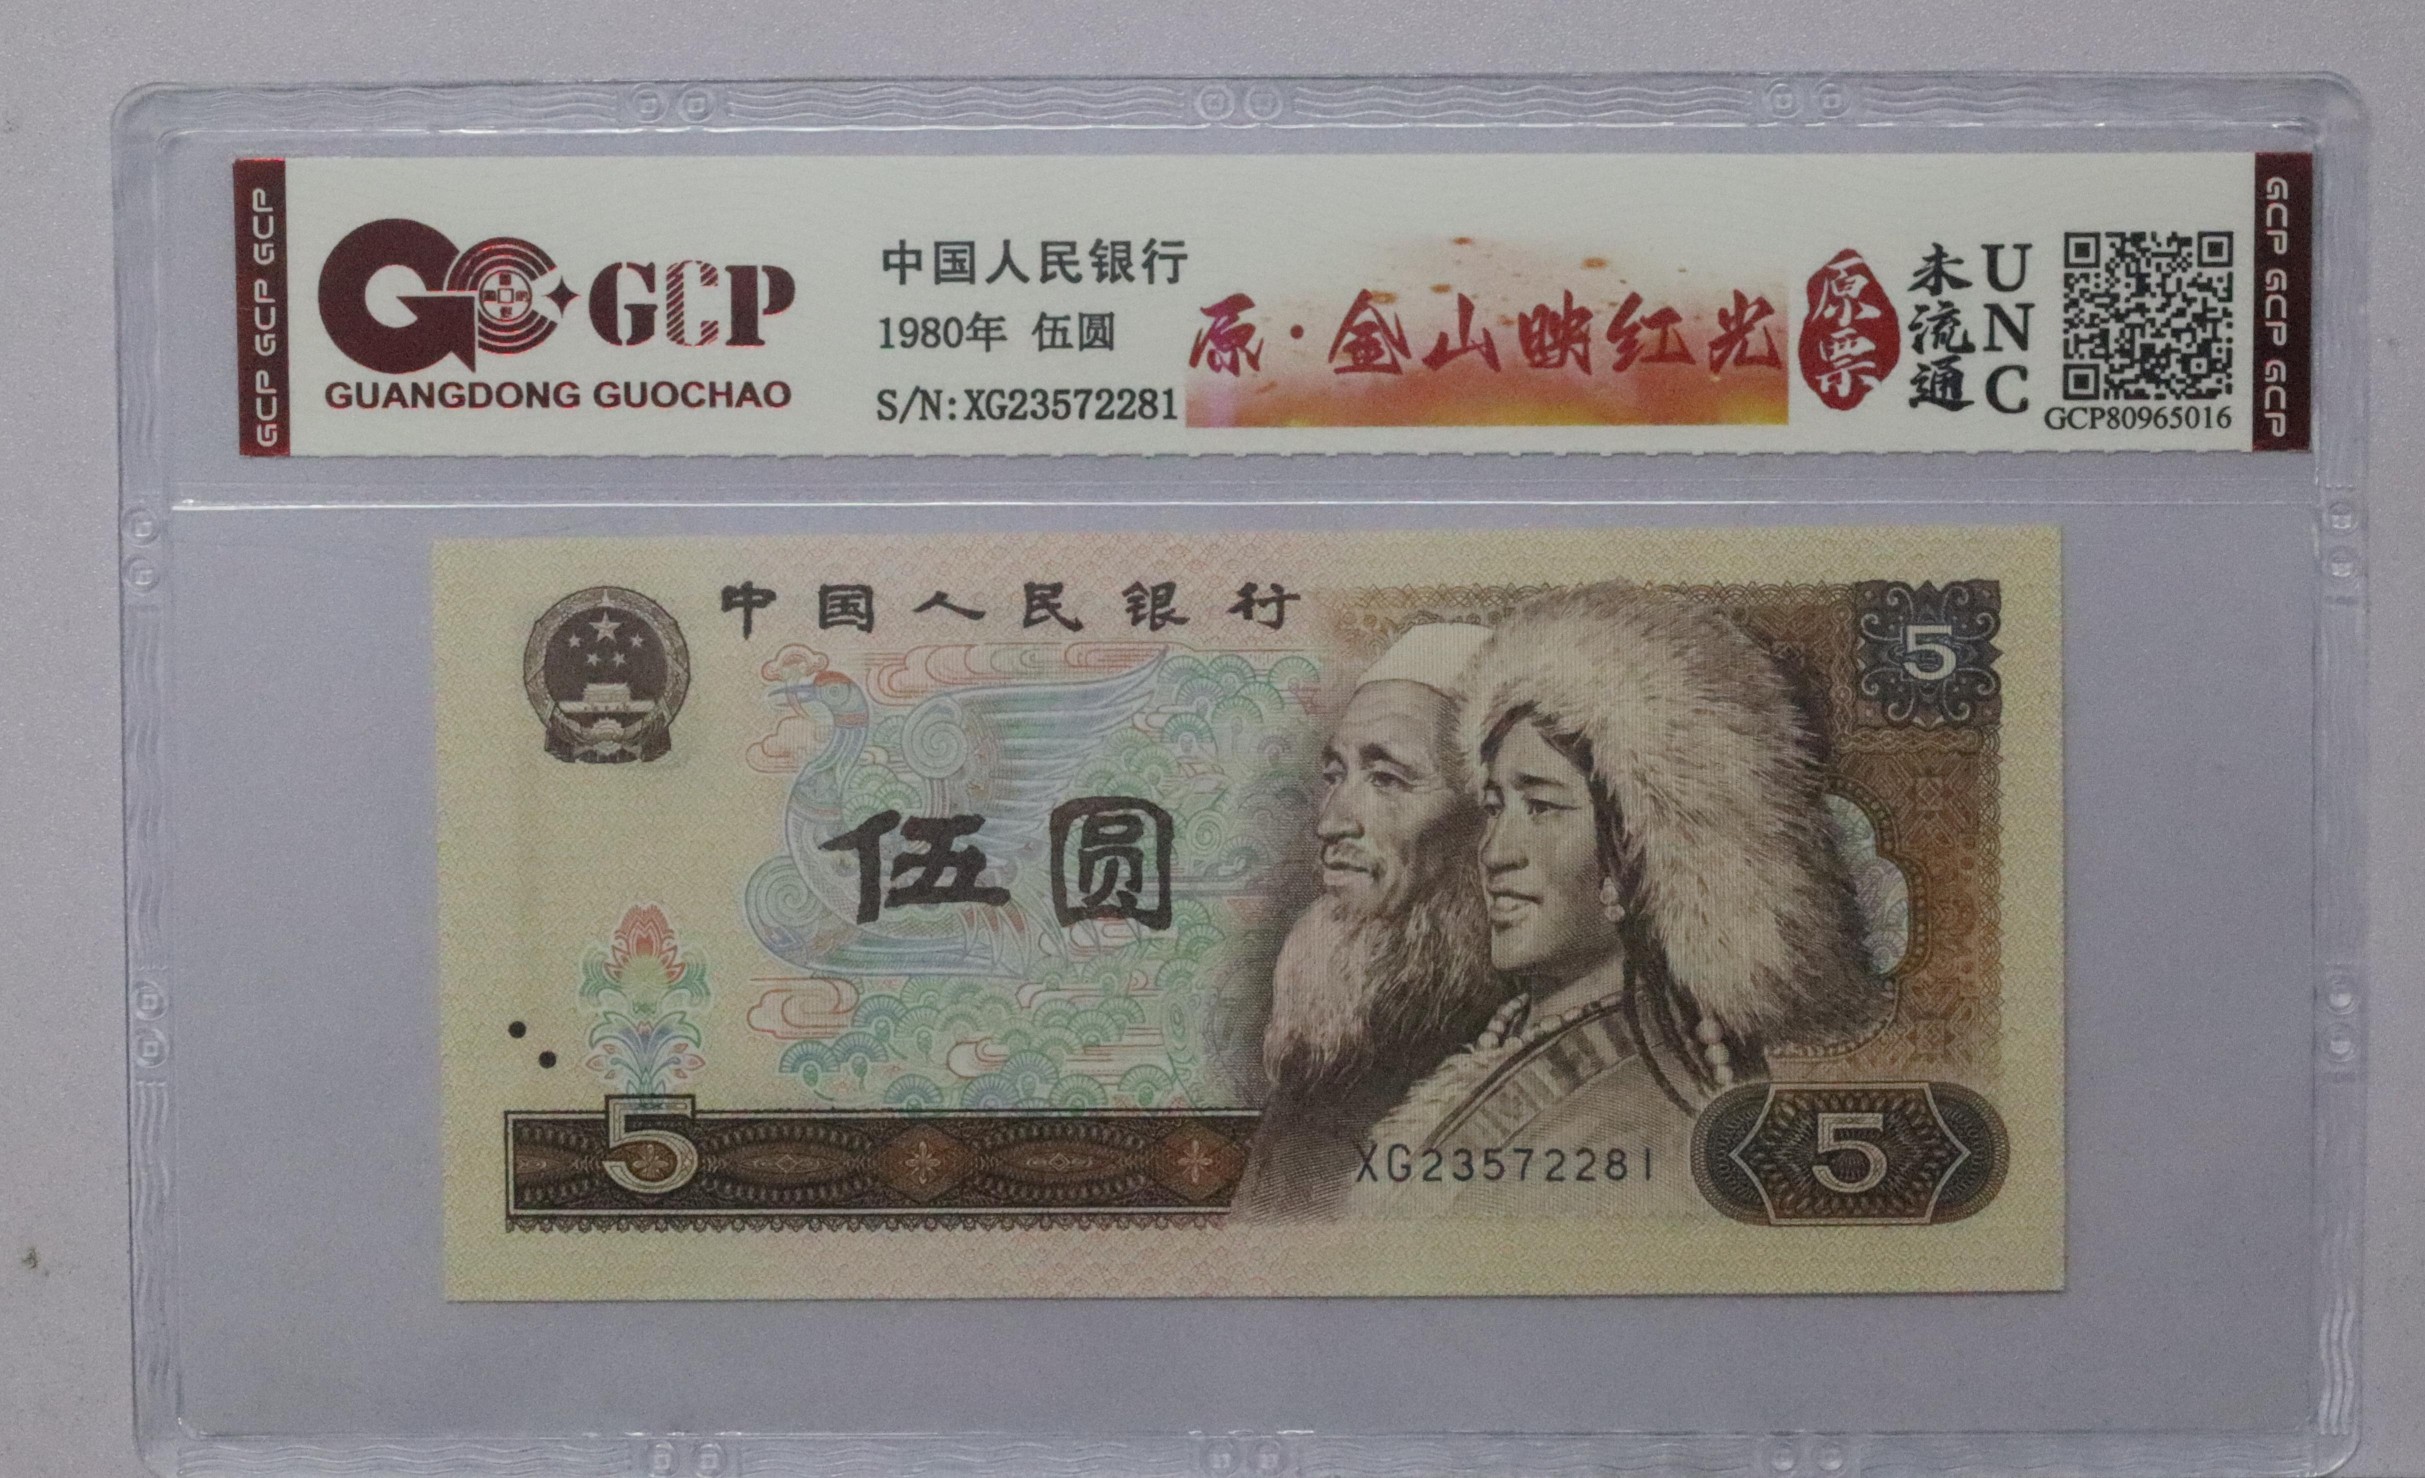 GCP GCP GCP
GCP
GUANGDONG GUOCHAO
中国人民银行
1980年 伍圆
S/N:XG23572281
原·金山映红光
原票
未流通
UNC
GCP80965016
GCP GCP GCP
中国人民银行
5
伍圆
5
XG23572281
5